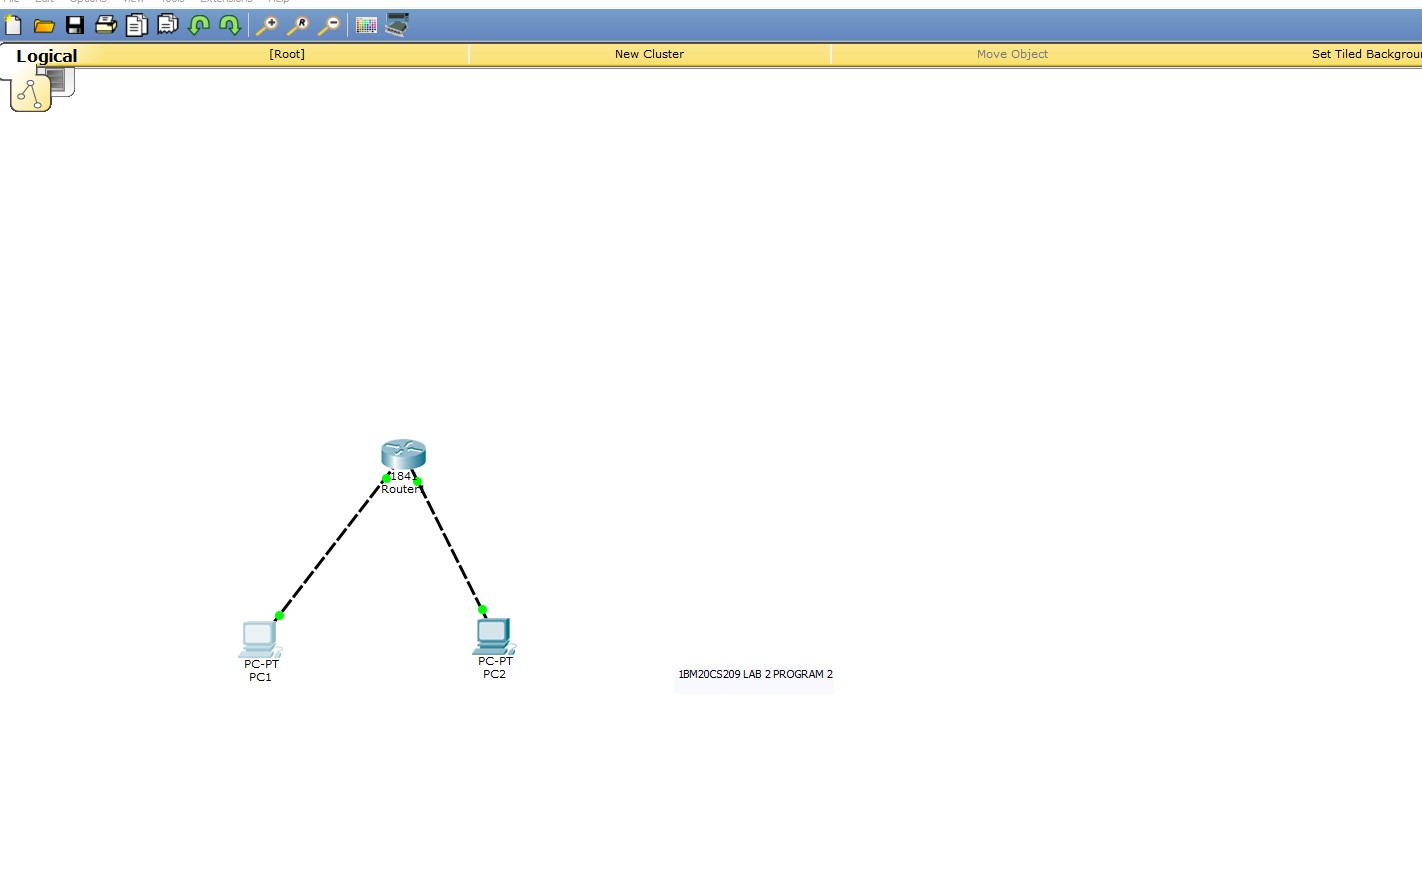 Logical
[Root]
New Cluster
Move Object
Set Tiled Backgrou
184
Router
PC-PT
PC1
PC-PT
PC2
1BM20CS209 LAB 2 PROGRAM 2